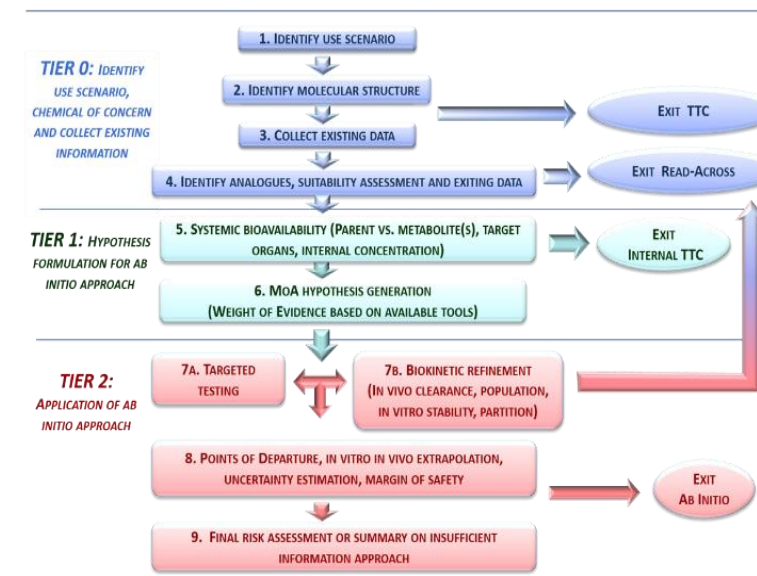 1. IDENTIFY USE SCENARIO
TIER 0: IDENTIFY
USE SCENARIO,
CHEMICAL OF CONCERN
AND COLLECT EXISTING
INFORMATION
2. IDENTIFY MOLECULAR STRUCTURE
EXIT TTC
3. COLLECT EXISTING DATA
4. IDENTIFY ANALOGUES, SUITABILITY ASSESSMENT AND EXITING DATA
EXIT READ-ACROSS
TIER 1: HYPOTHESIS
FORMULATION FOR AB
INITIO APPROACH
5. SYSTEMIC BIOAVAILABILITY (PARENT VS. METABOLITE(S), TARGET
ORGANS, INTERNAL CONCENTRATION)
EXIT
INTERNAL TTC
6. MOA HYPOTHESIS GENERATION
(WEIGHT OF EVIDENCE BASED ON AVAILABLE TOOLS)
TIER 2:
APPLICATION OF AB
INITIO APPROACH
7A. TARGETED
TESTING
7B. BIOKINETIC REFINEMENT
(IN VIVO CLEARANCE, POPULATION,
IN VITRO STABILITY, PARTITION)
8. POINTS OF DEPARTURE, IN VITRO IN VIVO EXTRAPOLATION,
UNCERTAINTY ESTIMATION, MARGIN OF SAFETY
EXIT
AB INITIO
9. FINAL RISK ASSESSMENT OR SUMMARY ON INSUFFICIENT
INFORMATION APPROACH